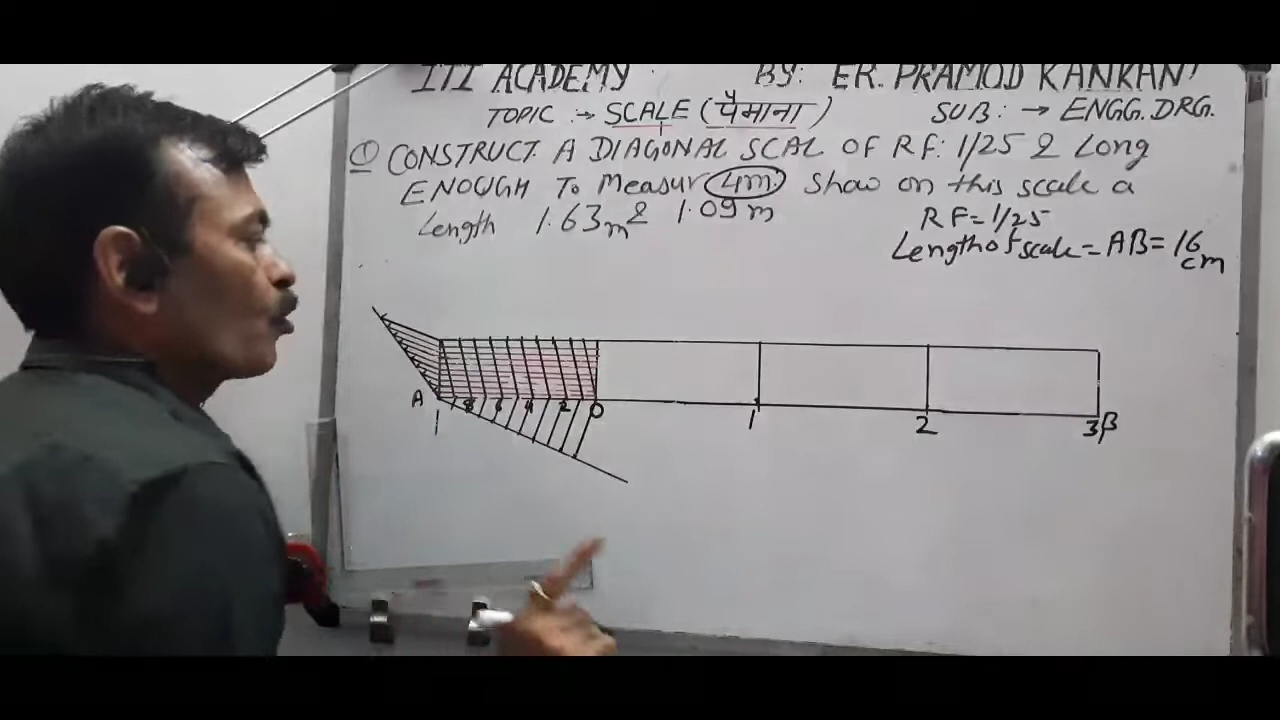 ITI ACADEMY BY: ER. PRAMOD KANKANI
TOPIC :→ SCALE (पैमाना) SUB: → ENGG. DRG.
① CONSTRUCT A DIAGONAL SCAL OF RF: 1/25 & Long
ENOUGH To Measur 4m. Show on this scale a
Length 1.63m & 1.09m
RF = 1/25
Length of scale = AB = 16
cm
A 8 6 4 2 0
1 1 2 3 B